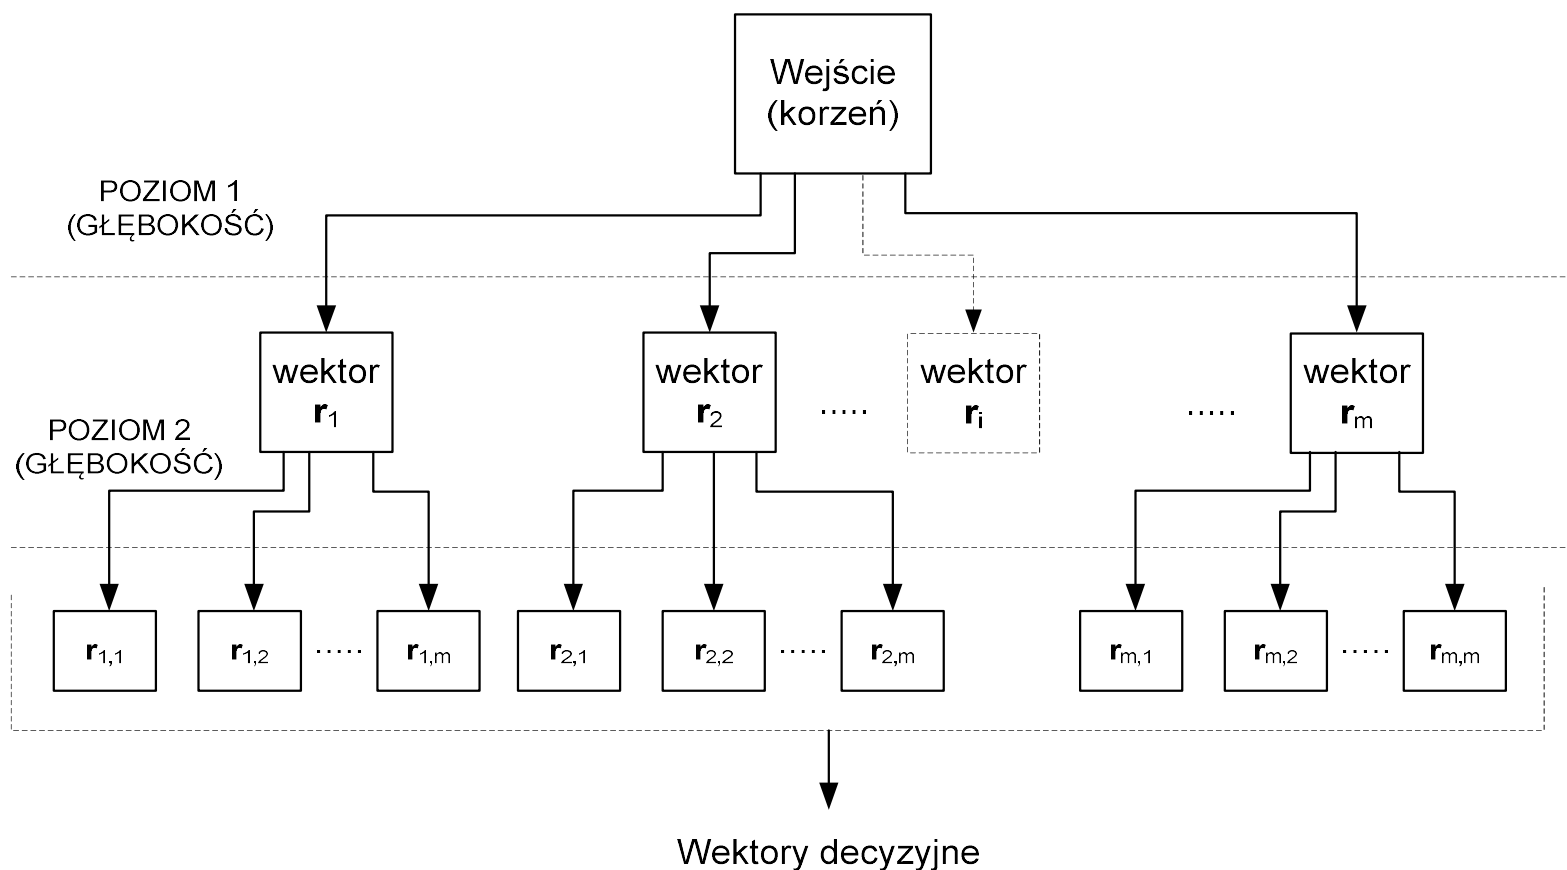 Wejście
(korzeń)
POZIOM 1
(GŁĘBOKOŚĆ)
wektor
r1
wektor
r2
.....
wektor
ri
.....
wektor
rm
POZIOM 2
(GŁĘBOKOŚĆ)
r1,1
r1,2
.....
r1,m
r2,1
r2,2
.....
r2,m
rm,1
rm,2
.....
rm,m
Wektory decyzyjne